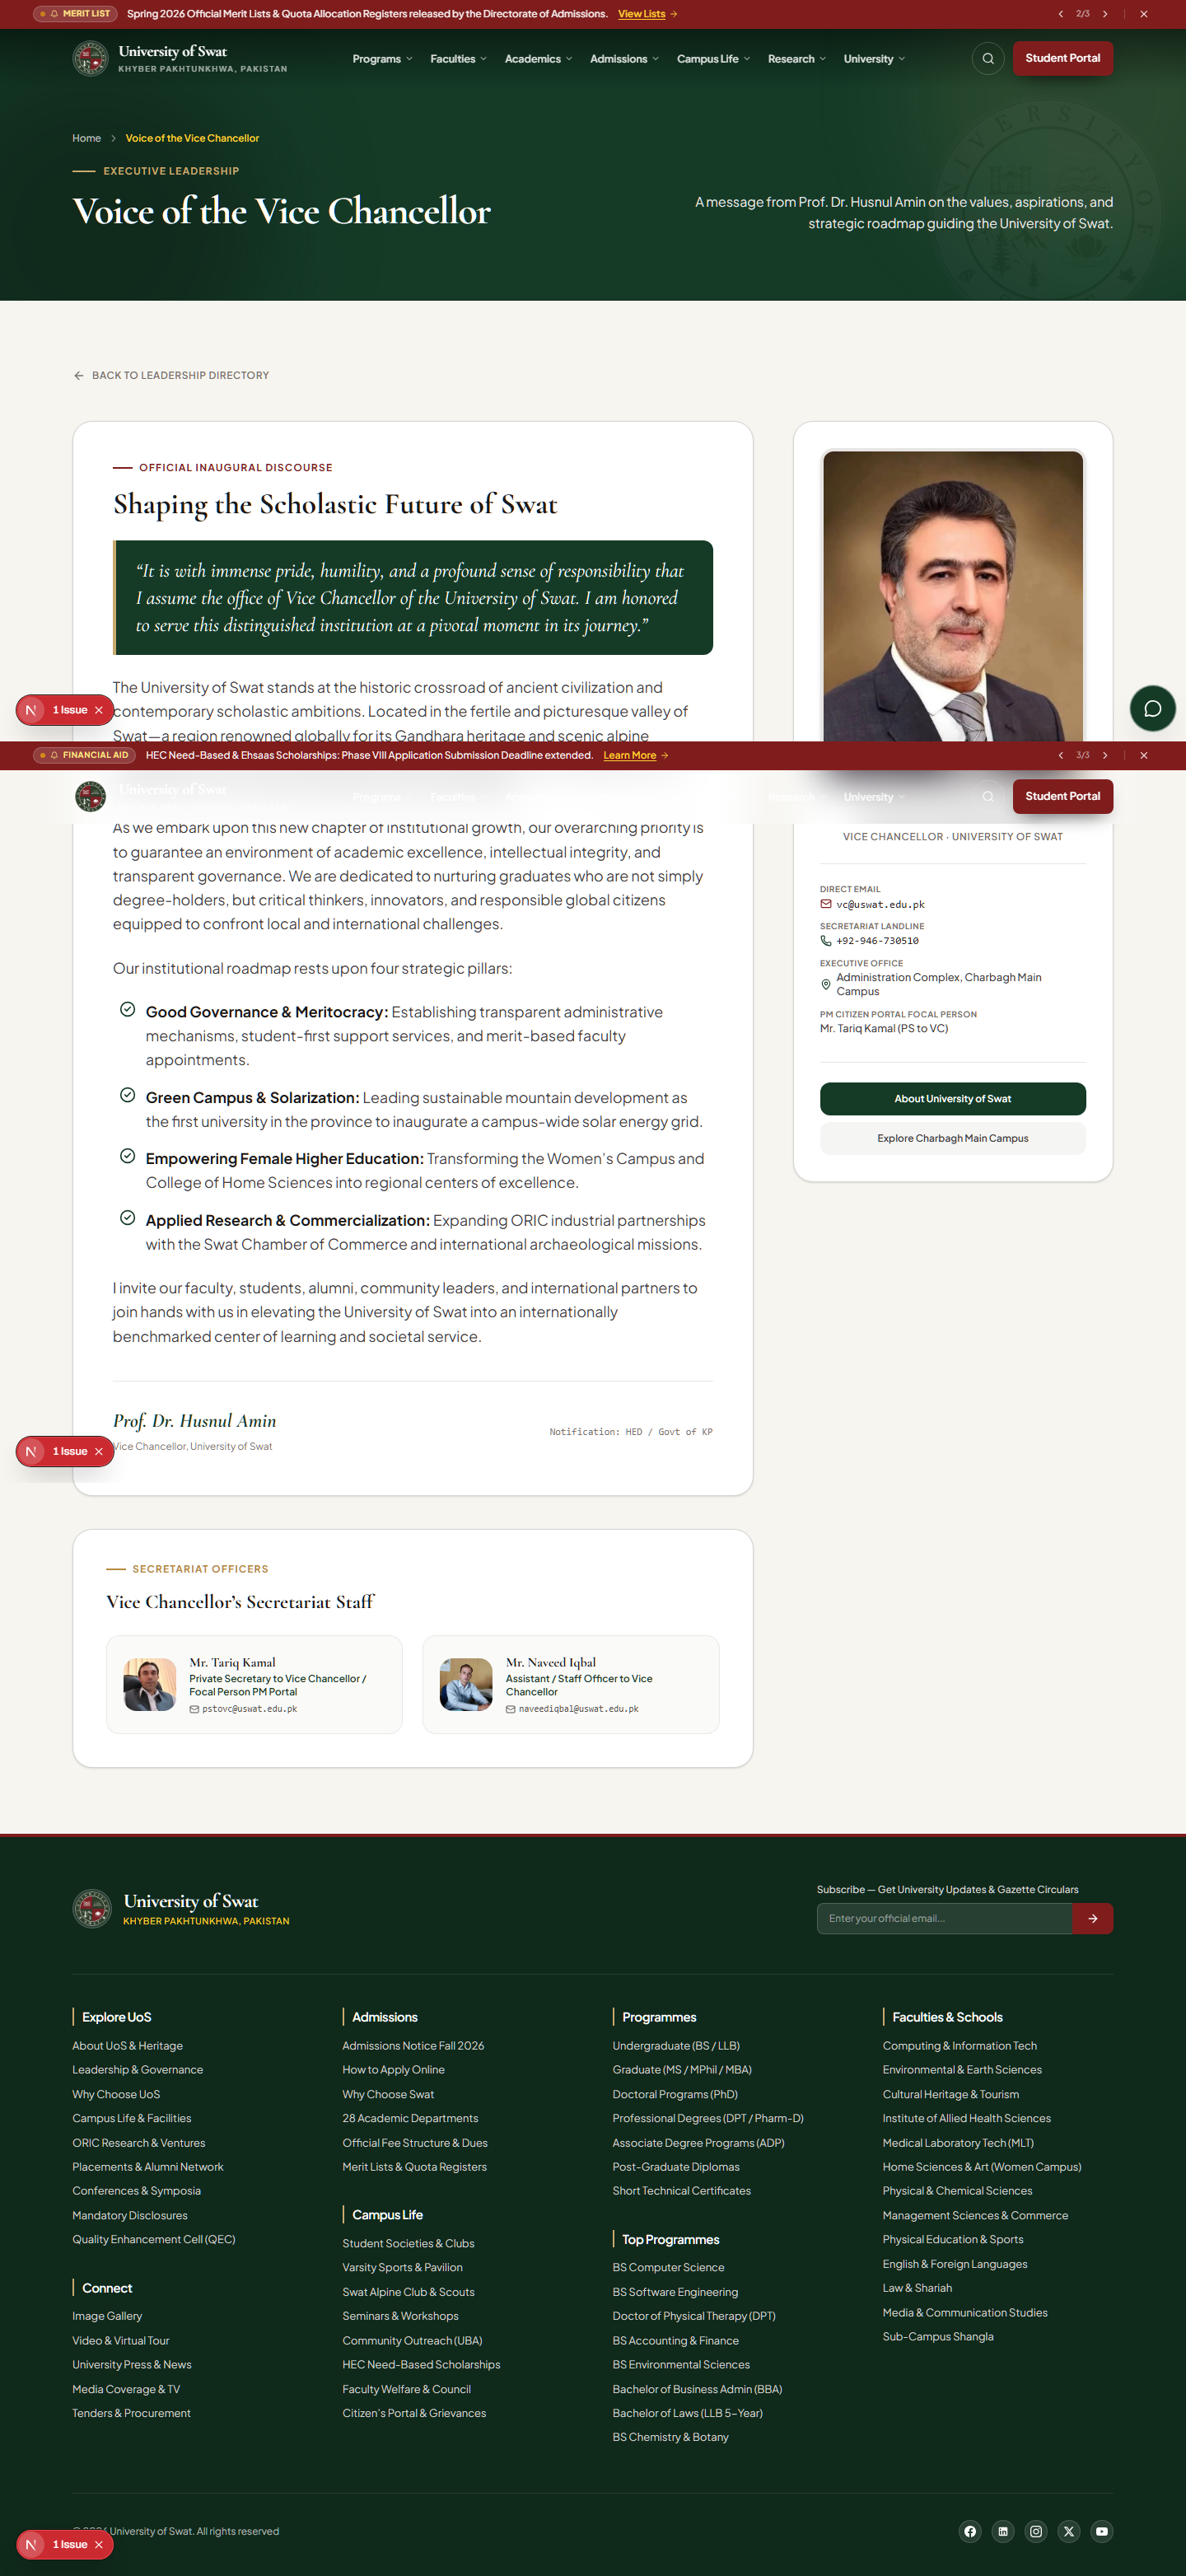 MERIT LIST Spring 2026 Official Merit Lists & Quota Allocation Registers released by the Directorate of Admissions. View Lists → 2/3
University of Swat
KHYBER PAKHTUNKHWA, PAKISTAN
Programs Faculties Academics Admissions Campus Life Research University
Student Portal
Home > Voice of the Vice Chancellor
EXECUTIVE LEADERSHIP
Voice of the Vice Chancellor
A message from Prof. Dr. Husnul Amin on the values, aspirations, and
strategic roadmap guiding the University of Swat.
← BACK TO LEADERSHIP DIRECTORY
OFFICIAL INAUGURAL DISCOURSE
Shaping the Scholastic Future of Swat
“It is with immense pride, humility, and a profound sense of responsibility that
I assume the office of Vice Chancellor of the University of Swat. I am honored
to serve this distinguished institution at a pivotal moment in its journey.”
The University of Swat stands at the historic crossroad of ancient civilization and
contemporary scholastic ambitions. Located in the fertile and picturesque valley of
Swat—a region renowned globally for its Gandhara heritage and scenic alpine
1 Issue
FINANCIAL AID HEC Need-Based & Ehsaas Scholarships: Phase VIII Application Submission Deadline extended. Learn More → 3/3
University of Swat
Programs Faculties University
Student Portal
As we embark upon this new chapter of institutional growth, our overarching priority is
to guarantee an environment of academic excellence, intellectual integrity, and
transparent governance. We are dedicated to nurturing graduates who are not simply
degree-holders, but critical thinkers, innovators, and responsible global citizens
equipped to confront local and international challenges.
Our institutional roadmap rests upon four strategic pillars:
Good Governance & Meritocracy: Establishing transparent administrative
mechanisms, student-first support services, and merit-based faculty
appointments.
Green Campus & Solarization: Leading sustainable mountain development as
the first university in the province to inaugurate a campus-wide solar energy grid.
Empowering Female Higher Education: Transforming the Women’s Campus and
College of Home Sciences into regional centers of excellence.
Applied Research & Commercialization: Expanding ORIC industrial partnerships
with the Swat Chamber of Commerce and international archaeological missions.
I invite our faculty, students, alumni, community leaders, and international partners to
join hands with us in elevating the University of Swat into an internationally
benchmarked center of learning and societal service.
Prof. Dr. Husnul Amin
Vice Chancellor, University of Swat
Notification: HED / Govt of KP
1 Issue
VICE CHANCELLOR · UNIVERSITY OF SWAT
DIRECT EMAIL
vc@uswat.edu.pk
SECRETARIAT LANDLINE
+92-946-730510
EXECUTIVE OFFICE
Administration Complex, Charbagh Main
Campus
PM CITIZEN PORTAL FOCAL PERSON
Mr. Tariq Kamal (PS to VC)
About University of Swat
Explore Charbagh Main Campus
SECRETARIAT OFFICERS
Vice Chancellor’s Secretariat Staff
Mr. Tariq Kamal
Private Secretary to Vice Chancellor /
Focal Person PM Portal
pstovc@uswat.edu.pk
Mr. Naveed Iqbal
Assistant / Staff Officer to Vice
Chancellor
naveediqbal@uswat.edu.pk
University of Swat
KHYBER PAKHTUNKHWA, PAKISTAN
Subscribe — Get University Updates & Gazette Circulars
Enter your official email...
Explore UoS
About UoS & Heritage
Leadership & Governance
Why Choose UoS
Campus Life & Facilities
ORIC Research & Ventures
Placements & Alumni Network
Conferences & Symposia
Mandatory Disclosures
Quality Enhancement Cell (QEC)
Connect
Image Gallery
Video & Virtual Tour
University Press & News
Media Coverage & TV
Tenders & Procurement
Admissions
Admissions Notice Fall 2026
How to Apply Online
Why Choose Swat
28 Academic Departments
Official Fee Structure & Dues
Merit Lists & Quota Registers
Campus Life
Student Societies & Clubs
Varsity Sports & Pavilion
Swat Alpine Club & Scouts
Seminars & Workshops
Community Outreach (UBA)
HEC Need-Based Scholarships
Faculty Welfare & Council
Citizen’s Portal & Grievances
Programmes
Undergraduate (BS / LLB)
Graduate (MS / MPhil / MBA)
Doctoral Programs (PhD)
Professional Degrees (DPT / Pharm-D)
Associate Degree Programs (ADP)
Post-Graduate Diplomas
Short Technical Certificates
Top Programmes
BS Computer Science
BS Software Engineering
Doctor of Physical Therapy (DPT)
BS Accounting & Finance
BS Environmental Sciences
Bachelor of Business Admin (BBA)
Bachelor of Laws (LLB 5-Year)
BS Chemistry & Botany
Faculties & Schools
Computing & Information Tech
Environmental & Earth Sciences
Cultural Heritage & Tourism
Institute of Allied Health Sciences
Medical Laboratory Tech (MLT)
Home Sciences & Art (Women Campus)
Physical & Chemical Sciences
Management Sciences & Commerce
Physical Education & Sports
English & Foreign Languages
Law & Shariah
Media & Communication Studies
Sub-Campus Shangla
University of Swat. All rights reserved
1 Issue